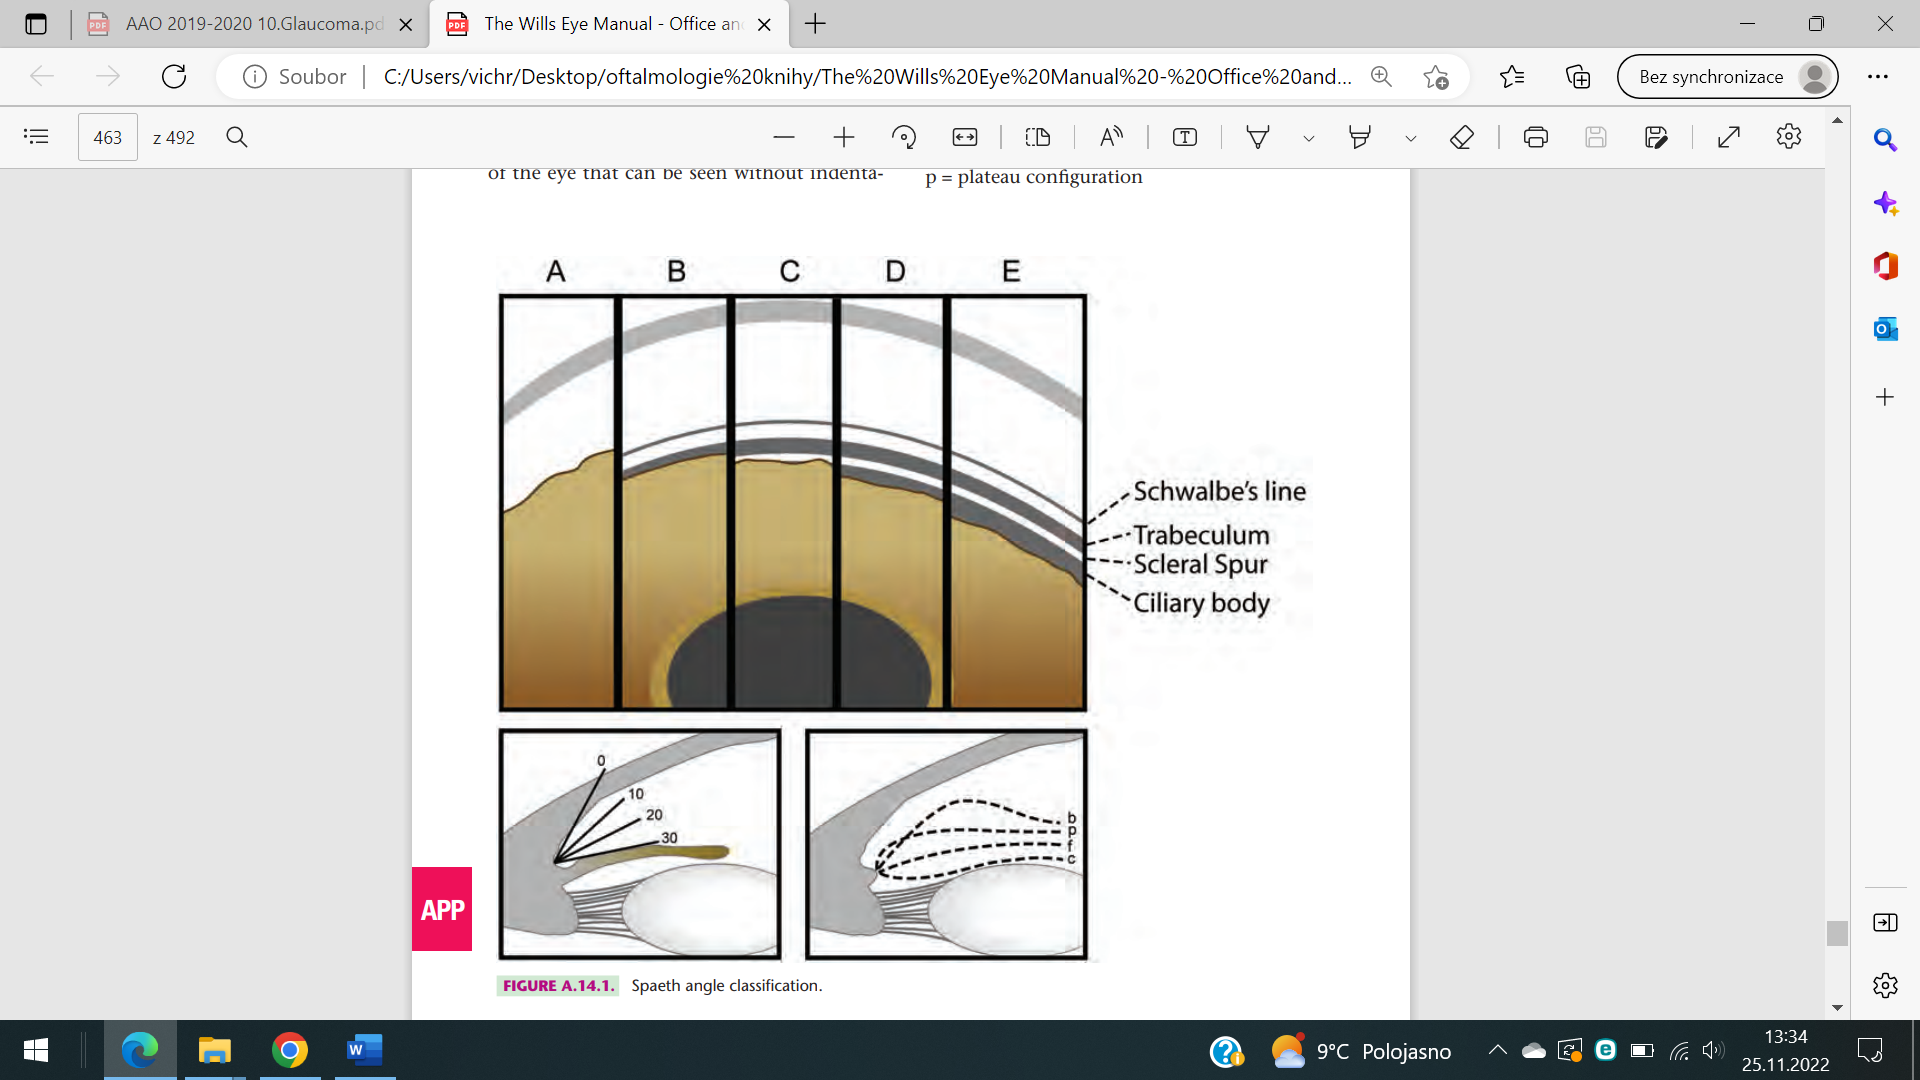 AAO 2019-2020 10.Glaucoma.pd
The Wills Eye Manual - Office an
Soubor
C:/Users/vichr/Desktop/oftalmologie%20knihy/The%20Wills%20Eye%20Manual%20-%20Office%20and...
Bez synchronizace
463
z 492
of the eye that can be seen without indenta-
p = plateau configuration
A B C D E
Schwalbe's line
Trabeculum
Scleral Spur
Ciliary body
0
10
20
30
b
p
f
c
APP
FIGURE A.14.1. Spaeth angle classification.
9°C Polojasno
13:34
25.11.2022